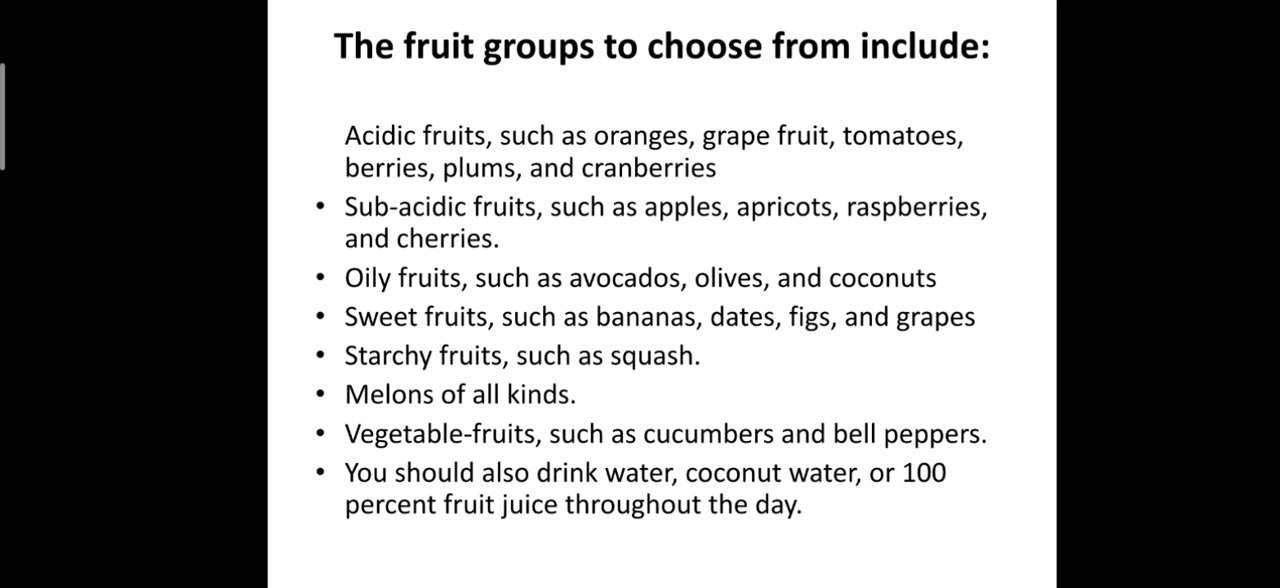 The fruit groups to choose from include:
Acidic fruits, such as oranges, grape fruit, tomatoes,
berries, plums, and cranberries
• Sub-acidic fruits, such as apples, apricots, raspberries,
and cherries.
• Oily fruits, such as avocados, olives, and coconuts
• Sweet fruits, such as bananas, dates, figs, and grapes
• Starchy fruits, such as squash.
• Melons of all kinds.
• Vegetable-fruits, such as cucumbers and bell peppers.
• You should also drink water, coconut water, or 100
percent fruit juice throughout the day.